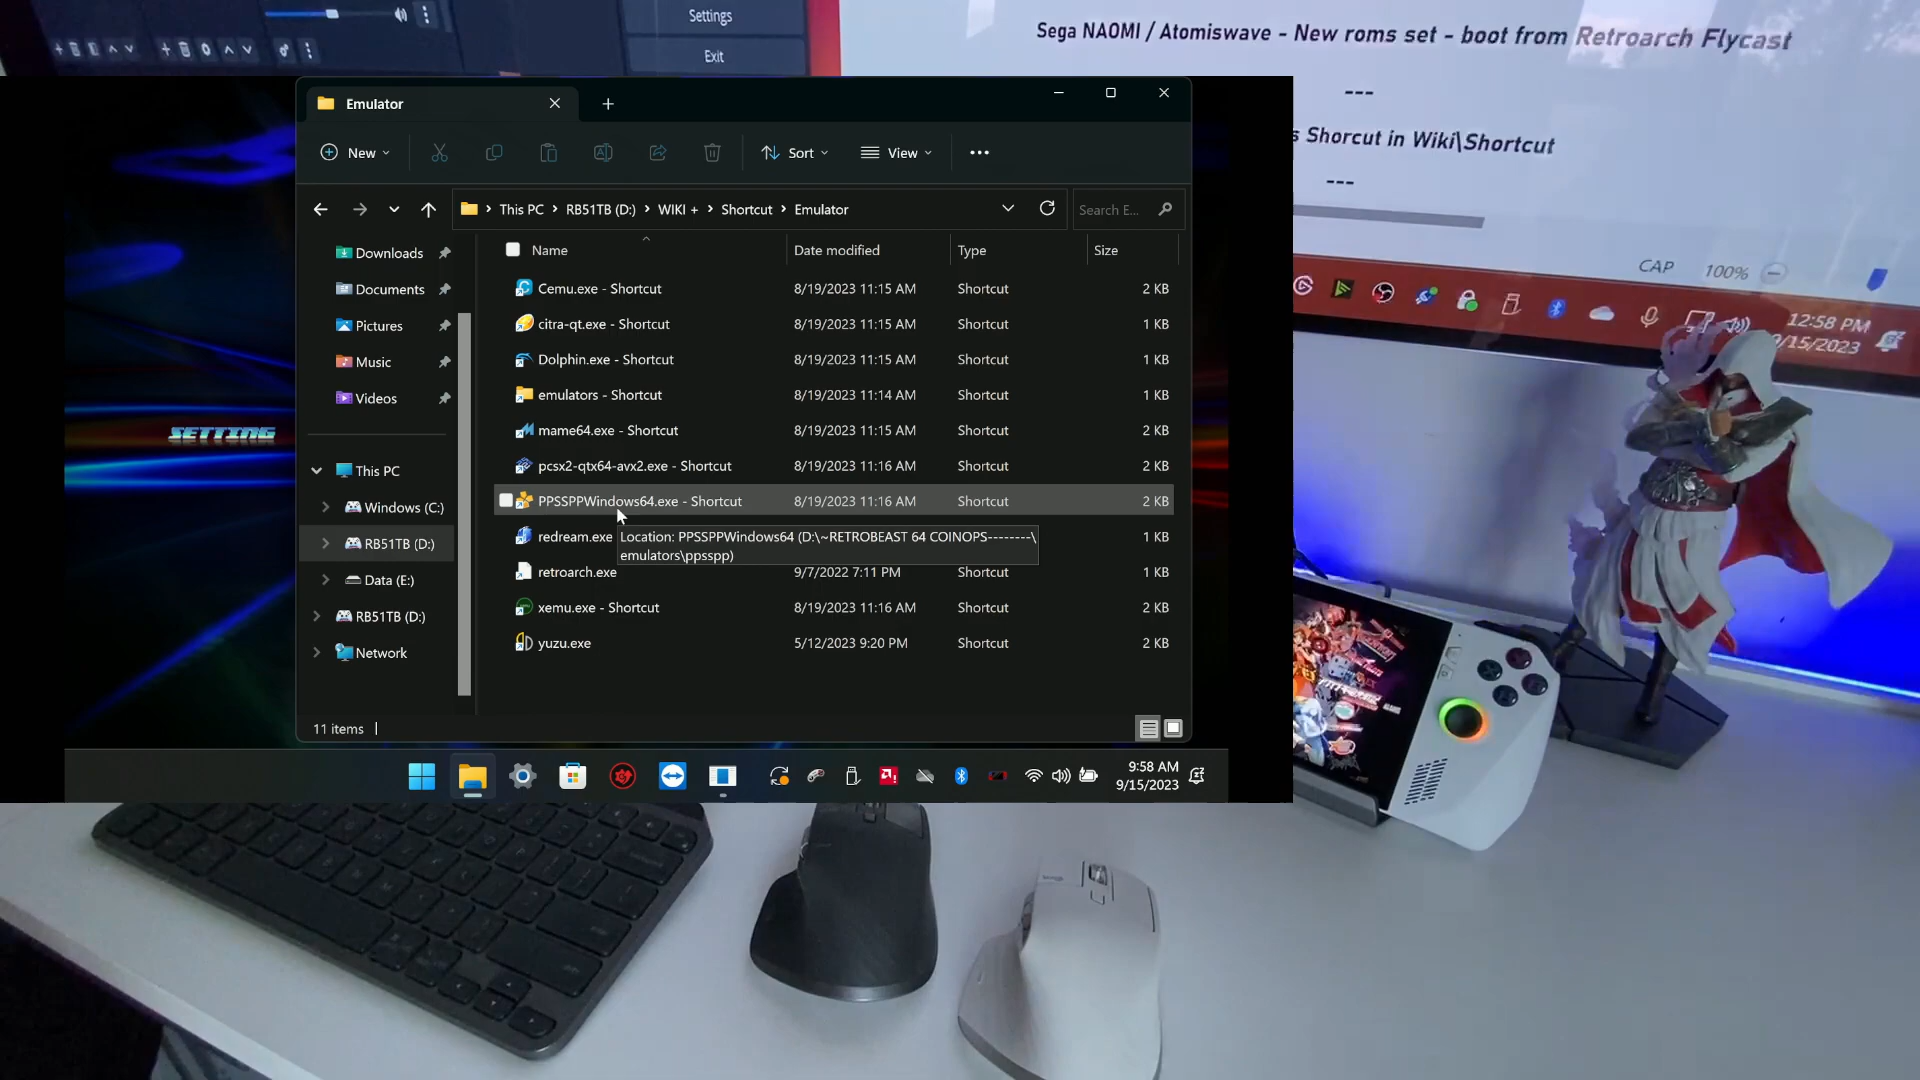 Settings
Exit
Sega NAOMI / Atomiswave - New roms set - boot from Retroarch Flycast
---
s Shorcut in Wiki\Shortcut
---
CAP 100%
12:58 PM
9/15/2023
SETTING
Emulator
New
Sort
View
This PC
RB51TB (D:)
WIKI +
Shortcut
Emulator
Search E...
Downloads
Documents
Pictures
Music
Videos
This PC
Windows (C:)
RB51TB (D:)
Data (E:)
RB51TB (D:)
Network
Name Date modified Type Size
Cemu.exe - Shortcut 8/19/2023 11:15 AM Shortcut 2 KB
citra-qt.exe - Shortcut 8/19/2023 11:15 AM Shortcut 1 KB
Dolphin.exe - Shortcut 8/19/2023 11:15 AM Shortcut 1 KB
emulators - Shortcut 8/19/2023 11:14 AM Shortcut 1 KB
mame64.exe - Shortcut 8/19/2023 11:15 AM Shortcut 2 KB
pcsx2-qtx64-avx2.exe - Shortcut 8/19/2023 11:16 AM Shortcut 2 KB
PPSSPPWindows64.exe - Shortcut 8/19/2023 11:16 AM Shortcut 2 KB
redream.exe 1 KB
Location: PPSSPPWindows64 (D:\~RETROBEAST 64 COINOPS--------\
emulators\ppsspp)
retroarch.exe 9/7/2022 7:11 PM Shortcut 1 KB
xemu.exe - Shortcut 8/19/2023 11:16 AM Shortcut 2 KB
yuzu.exe 5/12/2023 9:20 PM Shortcut 2 KB
11 items
9:58 AM
9/15/2023